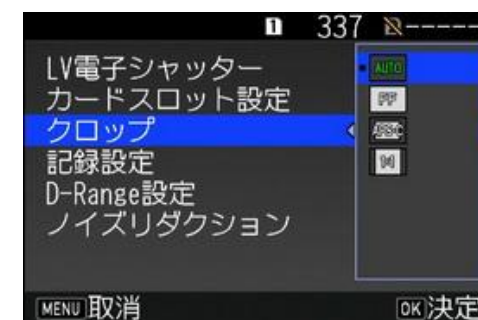 1 337 -----
LV電子シャッター
AUTO
カードスロット設定
FF
クロップ
APS-C
記録設定
D-Range設定
ノイズリダクション
MENU 取消
OK 決定